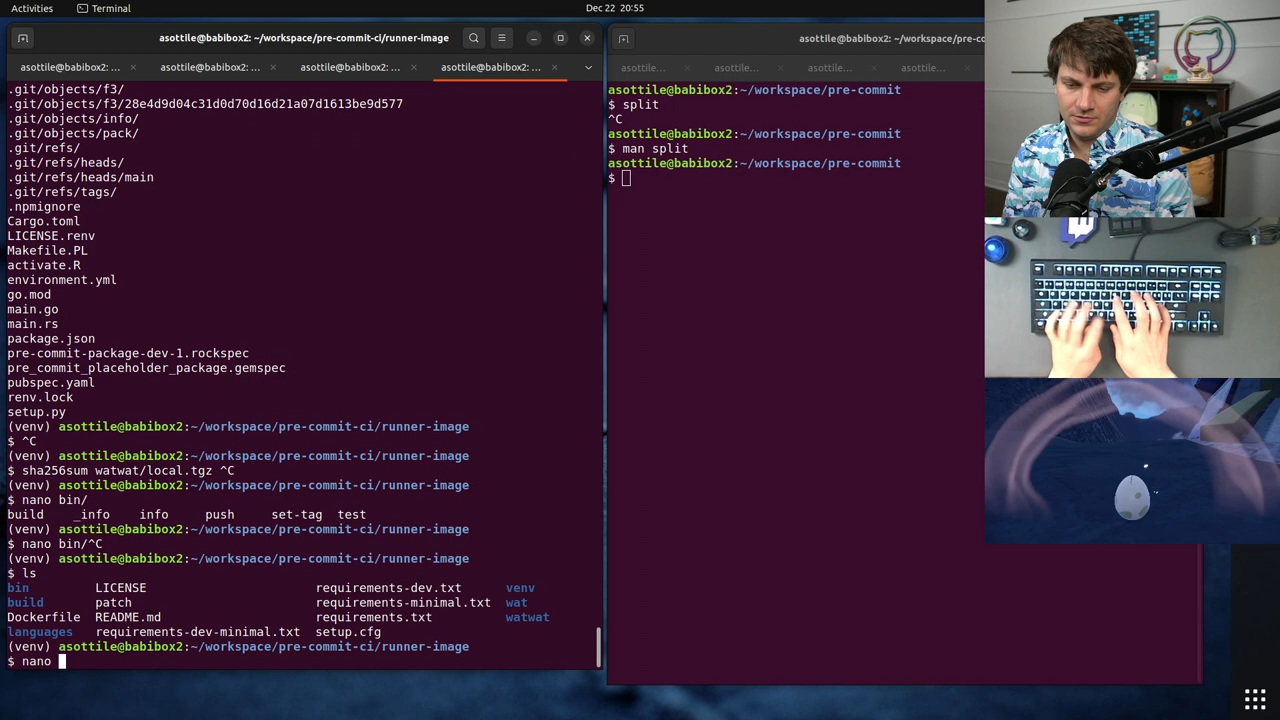 Activities Terminal Dec 22 20:55
asottile@babibox2: ~/workspace/pre-commit-ci/runner-image
asottile@babibox2: ... × asottile@babibox2: ... × asottile@babibox2: ... × asottile@babibox2: ... ×
.git/objects/f3/
.git/objects/f3/28e4d9d04c31d0d70d16d21a07d1613be9d577
.git/objects/info/
.git/objects/pack/
.git/refs/
.git/refs/heads/
.git/refs/heads/main
.git/refs/tags/
.npmignore
Cargo.toml
LICENSE.renv
Makefile.PL
activate.R
environment.yml
go.mod
main.go
main.rs
package.json
pre-commit-package-dev-1.rockspec
pre_commit_placeholder_package.gemspec
pubspec.yaml
renv.lock
setup.py
(venv) asottile@babibox2:~/workspace/pre-commit-ci/runner-image
$ ^C
(venv) asottile@babibox2:~/workspace/pre-commit-ci/runner-image
$ sha256sum watwat/local.tgz ^C
(venv) asottile@babibox2:~/workspace/pre-commit-ci/runner-image
$ nano bin/
build _info info push set-tag test
(venv) asottile@babibox2:~/workspace/pre-commit-ci/runner-image
$ nano bin/^C
(venv) asottile@babibox2:~/workspace/pre-commit-ci/runner-image
$ ls
bin LICENSE requirements-dev.txt venv
build patch requirements-minimal.txt wat
Dockerfile README.md requirements.txt watwat
languages requirements-dev-minimal.txt setup.cfg
(venv) asottile@babibox2:~/workspace/pre-commit-ci/runner-image
$ nano
asottile@babibox2: ~/workspace/pre-c
asottile... × asottile... × asottile... × asottile... ×
asottile@babibox2:~/workspace/pre-commit
$ split
^C
asottile@babibox2:~/workspace/pre-commit
$ man split
asottile@babibox2:~/workspace/pre-commit
$